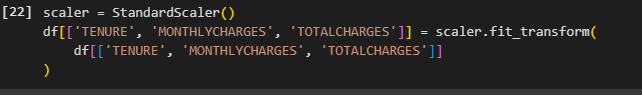 [22] scaler = StandardScaler()
df[['TENURE', 'MONTHLYCHARGES', 'TOTALCHARGES']] = scaler.fit_transform(
    df[['TENURE', 'MONTHLYCHARGES', 'TOTALCHARGES']]
)